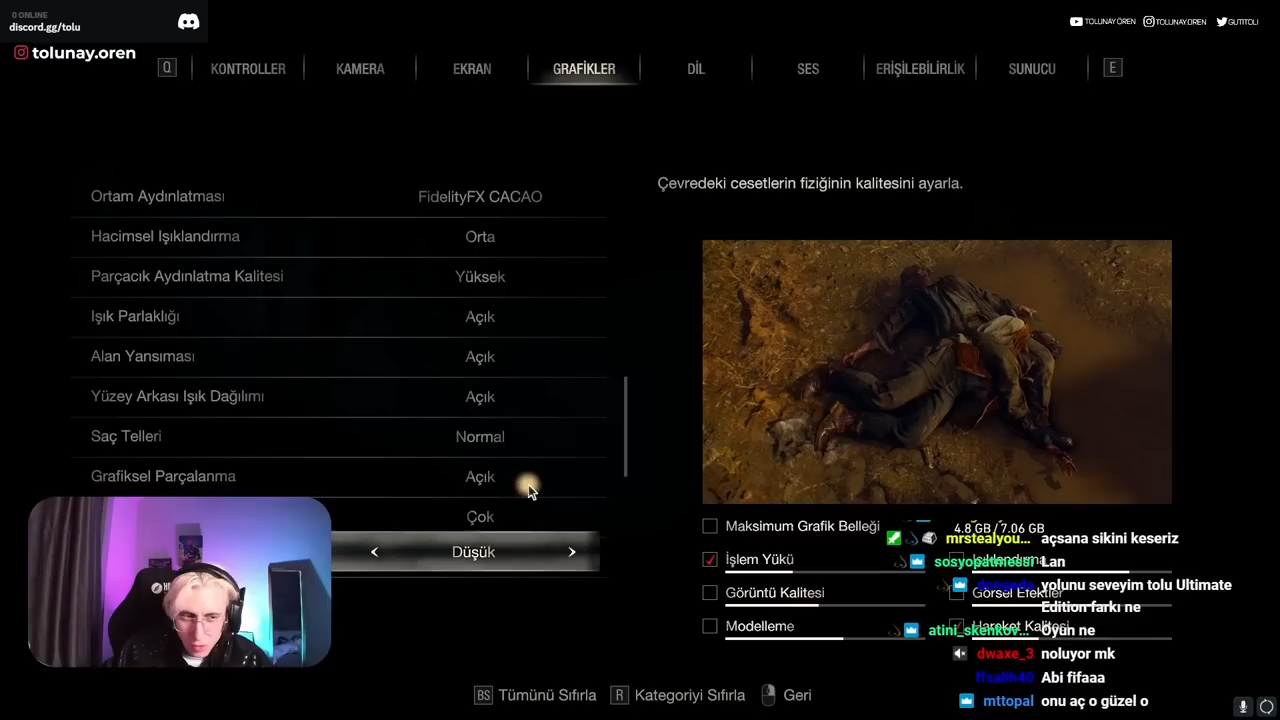 0 ONLINE
discord.gg/tolu
tolunay.oren
TOLUNAY ÖREN
TOLUNAYOREN
GUTITOLI
Q
KONTROLLER
KAMERA
EKRAN
GRAFİKLER
DİL
SES
ERİŞİLEBİLİRLİK
SUNUCU
E
Ortam Aydınlatması FidelityFX CACAO
Hacimsel Işıklandırma Orta
Parçacık Aydınlatma Kalitesi Yüksek
Işık Parlaklığı Açık
Alan Yansıması Açık
Yüzey Arkası Işık Dağılımı Açık
Saç Telleri Normal
Grafiksel Parçalanma Açık
Çok
Düşük
Çevredeki cesetlerin fiziğinin kalitesini ayarla.
Maksimum Grafik Belleği 4.8 GB / 7.06 GB
İşlem Yükü Işıklandırma
Görüntü Kalitesi Görsel Efektler
Modelleme Hareket Kalitesi
mrstealyou... açsana sikini keseriz
sosyopatmessi Lan
yolunu seveyim tolu Ultimate
Edition farkı ne
atini_skenkov... Oyun ne
dwaxe_3 noluyor mk
ffsalih40 Abi fifaaa
mttopal onu aç o güzel o
BS Tümünü Sıfırla R Kategoriyi Sıfırla Geri